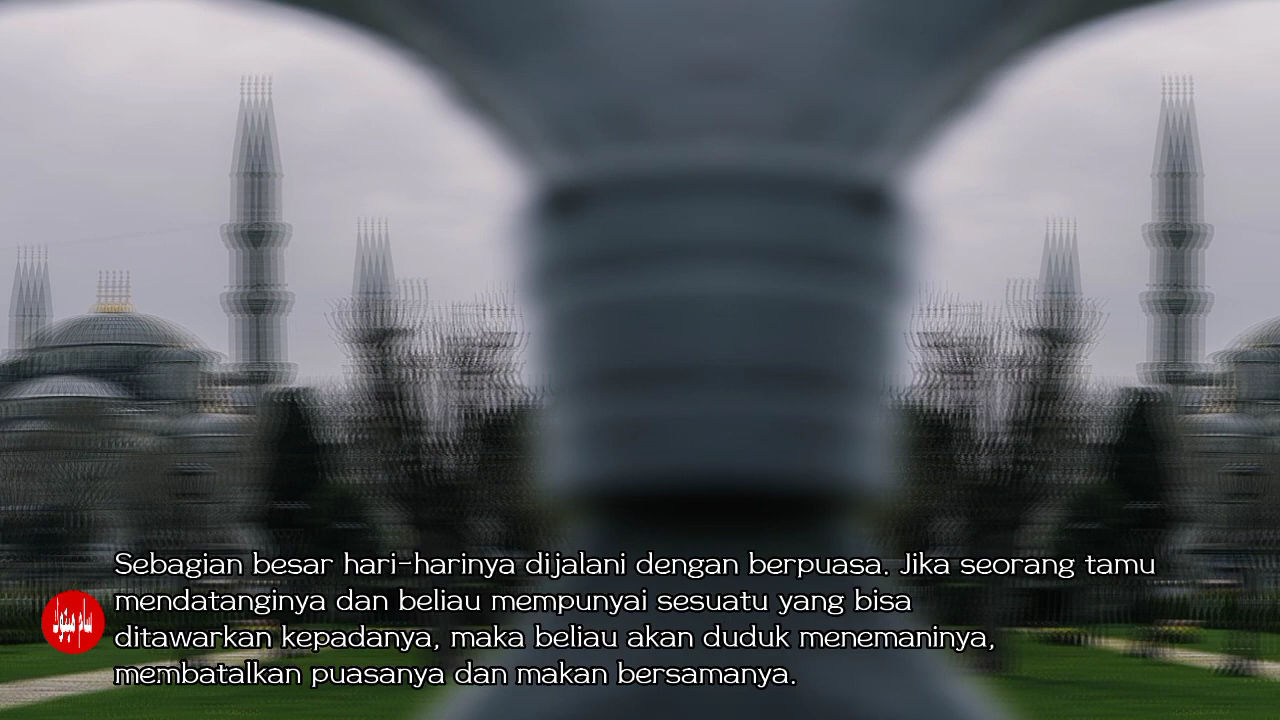 Sebagian besar hari-harinya dijalani dengan berpuasa. Jika seorang tamu
mendatanginya dan beliau mempunyai sesuatu yang bisa
ditawarkan kepadanya, maka beliau akan duduk menemaninya,
membatalkan puasanya dan makan bersamanya.